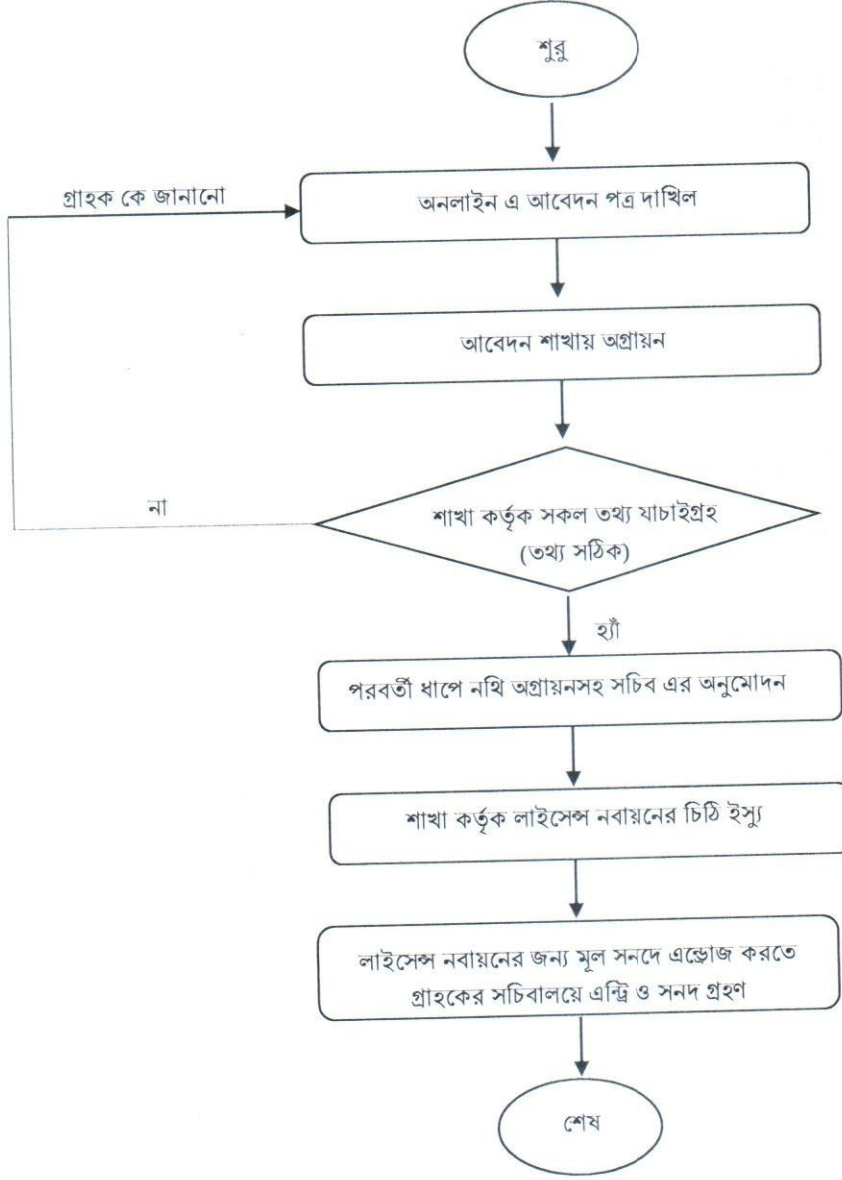 শুরু
গ্রাহক কে জানানো
অনলাইন এ আবেদন পত্র দাখিল
আবেদন শাখায় অগ্রায়ন
না
শাখা কর্তৃক সকল তথ্য যাচাইগ্রহ
(তথ্য সঠিক)
হ্যাঁ
পরবর্তী ধাপে নথি অগ্রায়নসহ সচিব এর অনুমোদন
শাখা কর্তৃক লাইসেন্স নবায়নের চিঠি ইস্যু
লাইসেন্স নবায়নের জন্য মূল সনদে এন্ড্রোজ করতে
গ্রাহকের সচিবালয়ে এন্ট্রি ও সনদ গ্রহণ
শেষ